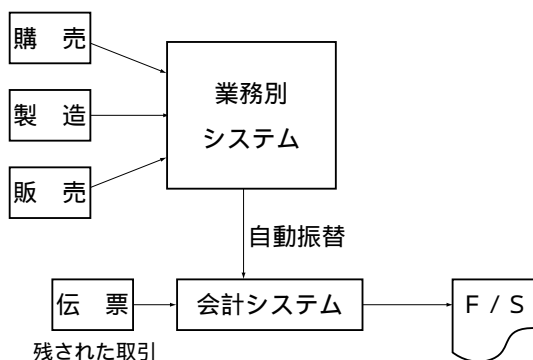 購　売
製　造
販　売
業務別
システム
自動振替
伝　票
会計システム
F / S
残された取引